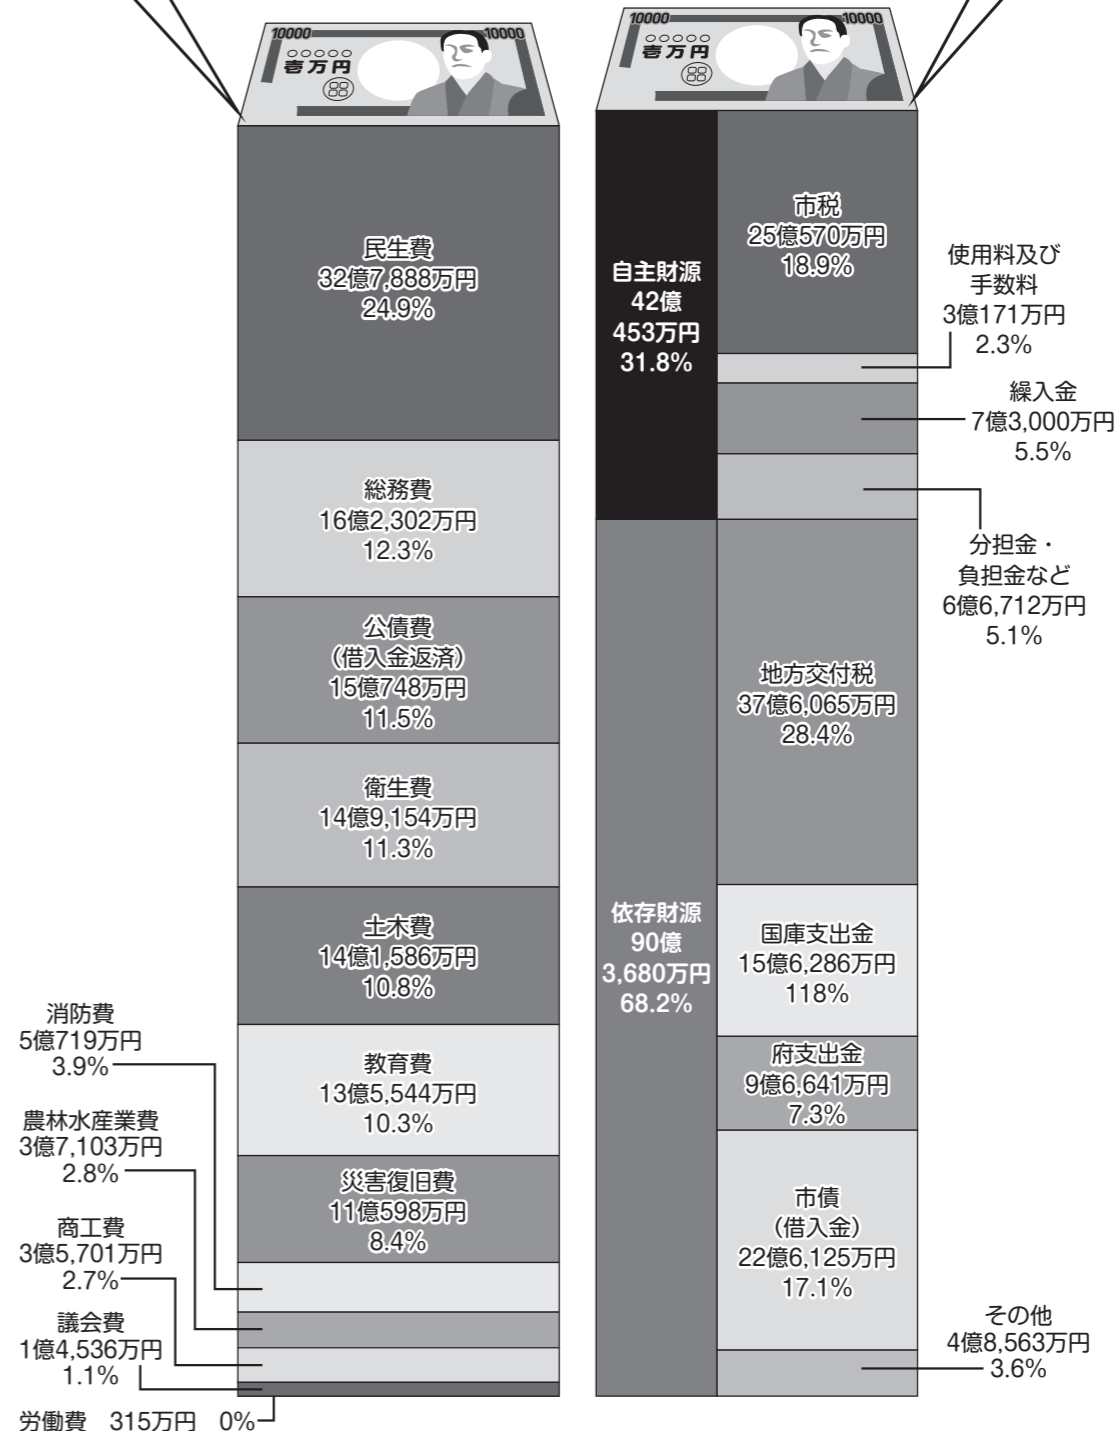 10000
10000
壱万円
民生費
32億7,888万円
24.9%
総務費
16億2,302万円
12.3%
公債費
（借入金返済）
15億748万円
11.5%
衛生費
14億9,154万円
11.3%
土木費
14億1,586万円
10.8%
教育費
13億5,544万円
10.3%
災害復旧費
11億598万円
8.4%
消防費
5億719万円
3.9%
農林水産業費
3億7,103万円
2.8%
商工費
3億5,701万円
2.7%
議会費
1億4,536万円
1.1%
労働費　315万円　0%
10000
10000
壱万円
自主財源
42億
453万円
31.8%
市税
25億570万円
18.9%
使用料及び
手数料
3億171万円
2.3%
繰入金
7億3,000万円
5.5%
分担金・
負担金など
6億6,712万円
5.1%
依存財源
90億
3,680万円
68.2%
地方交付税
37億6,065万円
28.4%
国庫支出金
15億6,286万円
118%
府支出金
9億6,641万円
7.3%
市債
（借入金）
22億6,125万円
17.1%
その他
4億8,563万円
3.6%